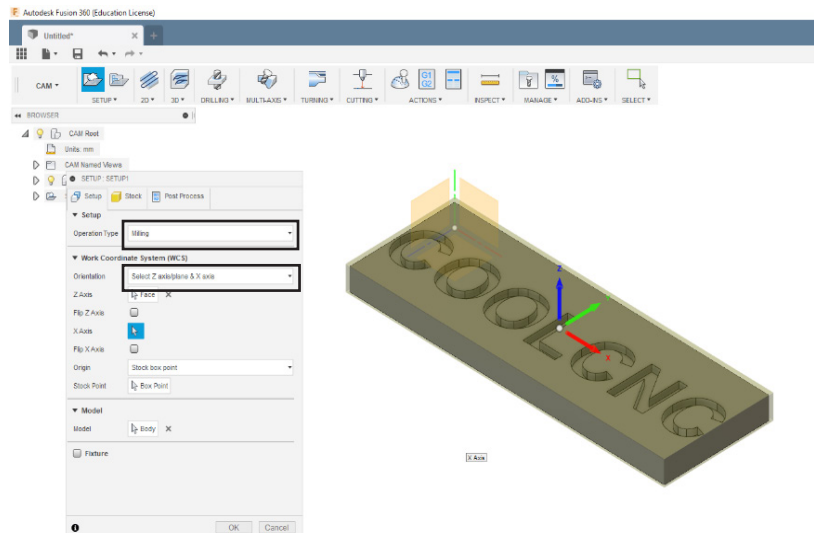 Autodesk Fusion 360 (Education License)
Untitled*
CAM
SETUP 2D 3D DRILLING MULTI-AXIS TURNING CUTTING ACTIONS INSPECT MANAGE ADD-INS SELECT
G1
G2
%
BROWSER
CAM Root
Units: mm
CAM Named Views
SETUP : SETUP1
Setup Stock Post Process
Setup
Operation Type Milling
Work Coordinate System (WCS)
Orientation Select Z axis/plane & X axis
Z Axis Face
Flip Z Axis
X Axis
Flip X Axis
Origin Stock box point
Stock Point Box Point
Model
Model Body
Fixture
OK Cancel
COOLCNC
Z
X
X Axis